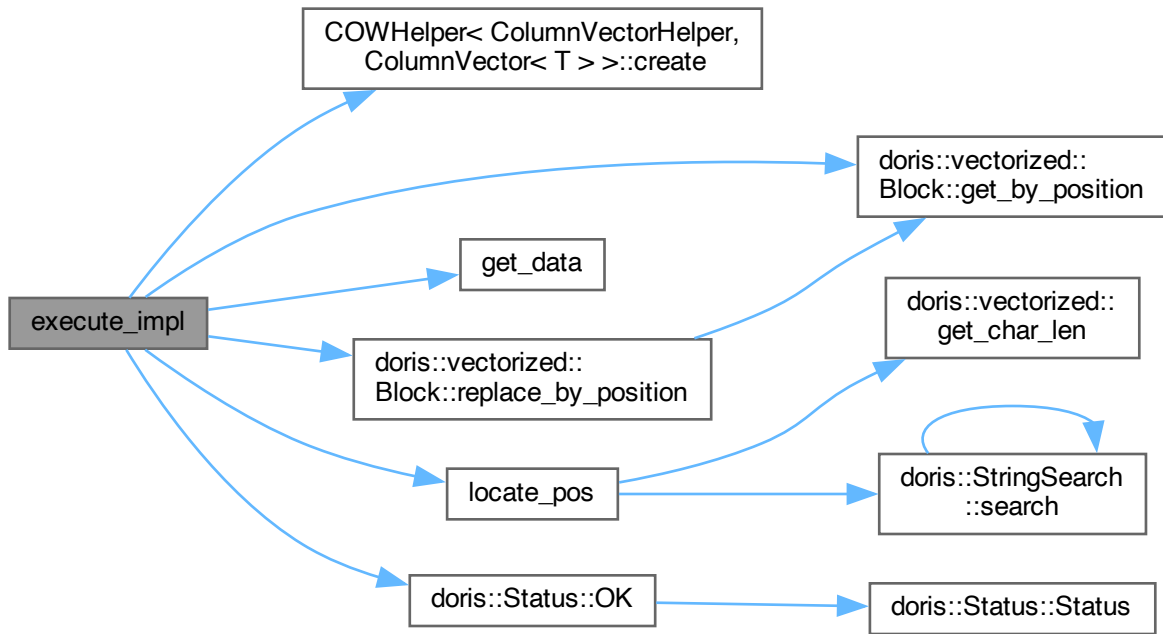 COWHelper< ColumnVectorHelper,
ColumnVector< T > >::create
doris::vectorized::
Block::get_by_position
get_data
doris::vectorized::
get_char_len
execute_impl
doris::vectorized::
Block::replace_by_position
doris::StringSearch
::search
locate_pos
doris::Status::OK
doris::Status::Status